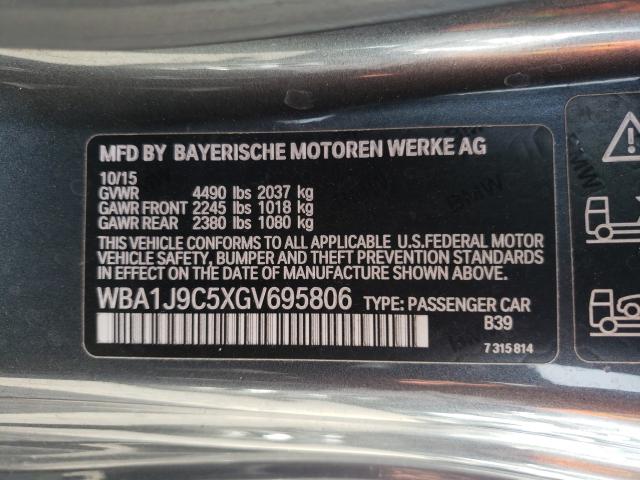 MFD BY BAYERISCHE MOTOREN WERKE AG
10/15
GVWR 4490 lbs 2037 kg
GAWR FRONT 2245 lbs 1018 kg
GAWR REAR 2380 lbs 1080 kg
THIS VEHICLE CONFORMS TO ALL APPLICABLE U.S.FEDERAL MOTOR
VEHICLE SAFETY, BUMPER AND THEFT PREVENTION STANDARDS IN
EFFECT ON THE DATE OF MANUFACTURE SHOWN ABOVE.
WBA1J9C5XGV695806 TYPE: PASSENGER CAR
B39
7 315 814